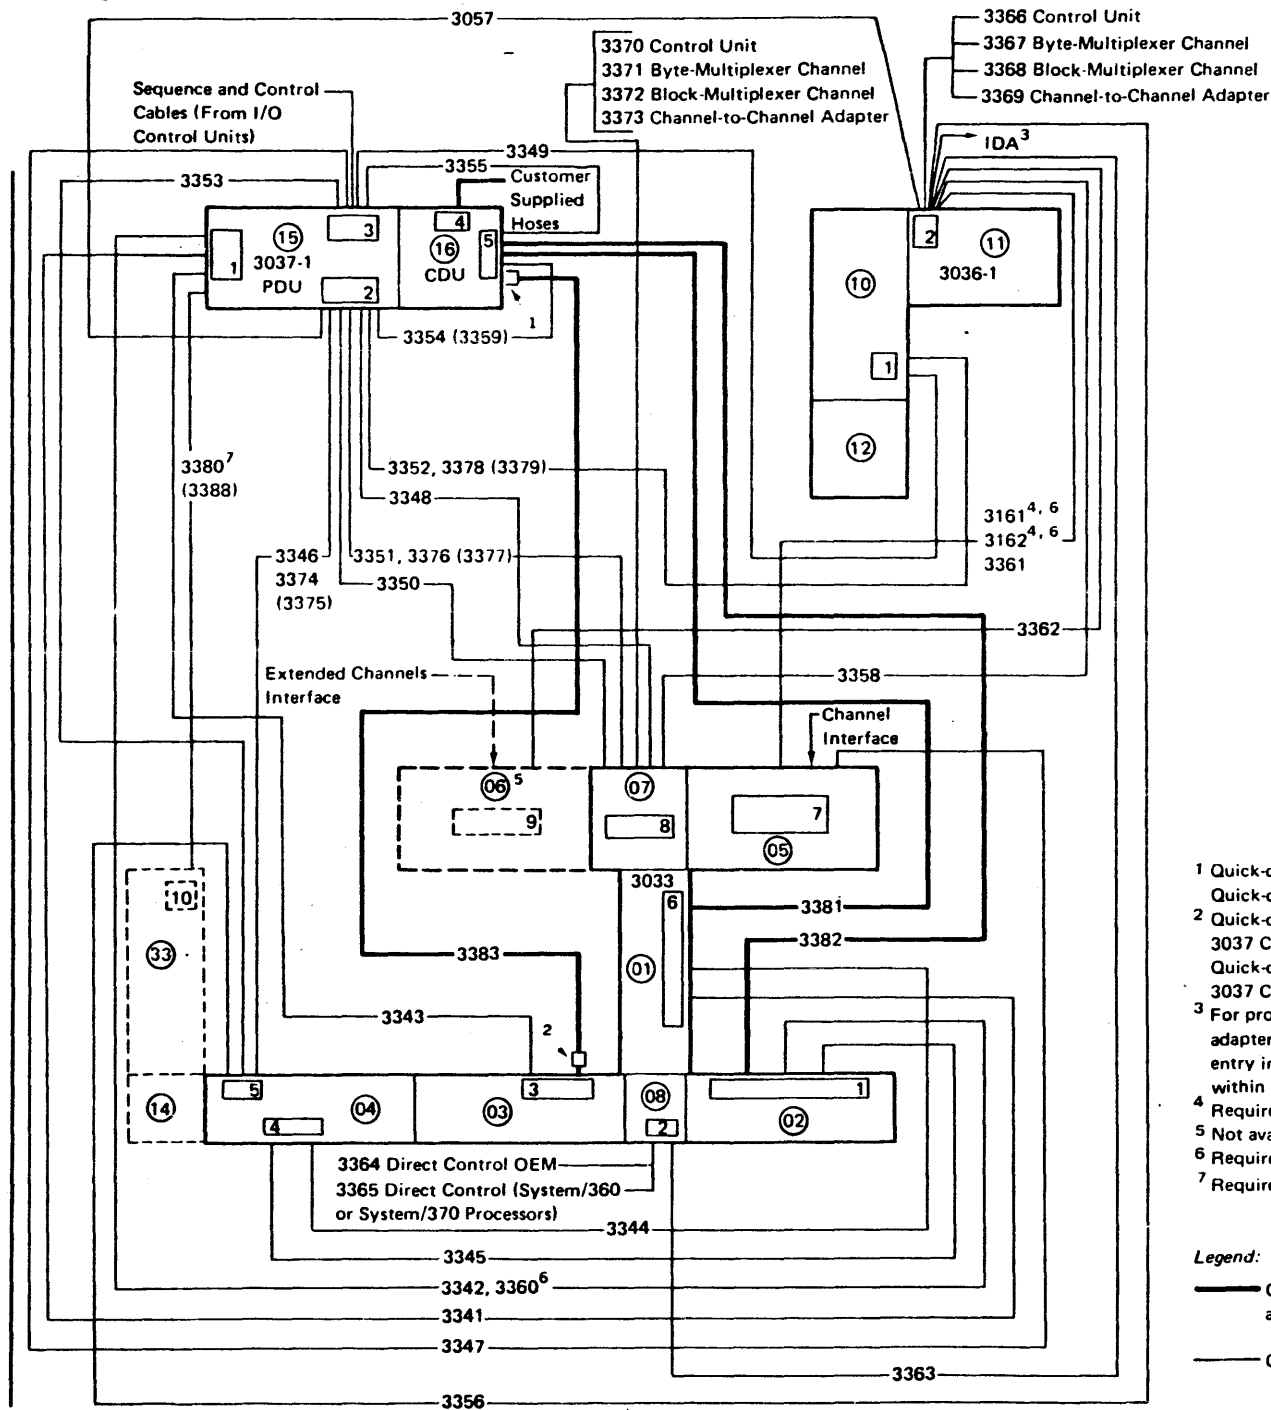 3057
3366 Control Unit
3367 Byte-Multiplexer Channel
3368 Block-Multiplexer Channel
3369 Channel-to-Channel Adapter
3370 Control Unit
3371 Byte-Multiplexer Channel
3372 Block-Multiplexer Channel
3373 Channel-to-Channel Adapter
Sequence and Control
Cables (From I/O
Control Units)
IDA3
3349
3355
3353
Customer
Supplied
Hoses
15
3037-1
PDU
1
3
2
4
16
CDU
5
1
3354 (3359)
2
11
3036-1
10
1
12
33807
(3388)
3352, 3378 (3379)
3348
31614, 6
31624, 6
3361
3346
3374
(3375)
3351, 3376 (3377)
3350
3362
3358
Extended Channels
Interface
Channel
Interface
06 5
9
07
8
7
05
3033
6
01
3381
3382
3383
10
33
3343
2
14
5
4
04
03
3
08
2
02
1
3364 Direct Control OEM
3365 Direct Control (System/360
or System/370 Processors)
3344
3345
3342, 33606
3341
3347
3363
3356
1 Quick-d
Quick-d
2 Quick-d
3037 C
Quick-d
3037 C
3 For pro
adapter
entry in
within
4 Require
5 Not ava
6 Require
7 Require
Legend:
C
a
C